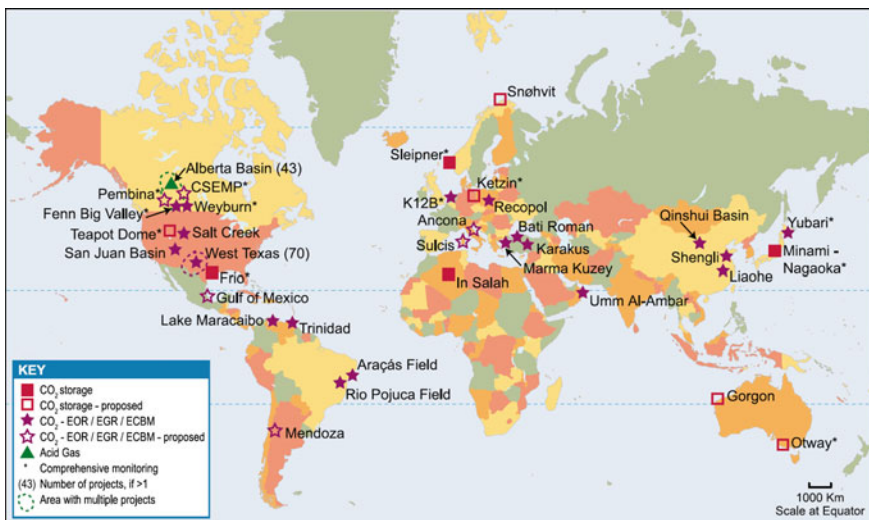 Snøhvit
Alberta Basin (43)
CSEMP*
Pembina*
Fenn Big Valley*
Weyburn*
Teapot Dome*
Salt Creek
San Juan Basin
West Texas (70)
Frio*
Gulf of Mexico
Lake Maracaibo
Trinidad
Araçás Field
Rio Pojuca Field
Mendoza
Sleipner*
Ketzin*
K12B*
Recopol
Ancona
Bati Roman
Sulcis
Karakus
Marma Kuzey
In Salah
Umm Al-Ambar
Qinshui Basin
Yubari*
Shengli
Minami -
Nagaoka*
Liaohe
Gorgon
Otway*
KEY
CO2 storage
CO2 storage - proposed
CO2 - EOR / EGR / ECBM
CO2 - EOR / EGR / ECBM - proposed
Acid Gas
* Comprehensive monitoring
(43) Number of projects, if >1
Area with multiple projects
1000 Km
Scale at Equator